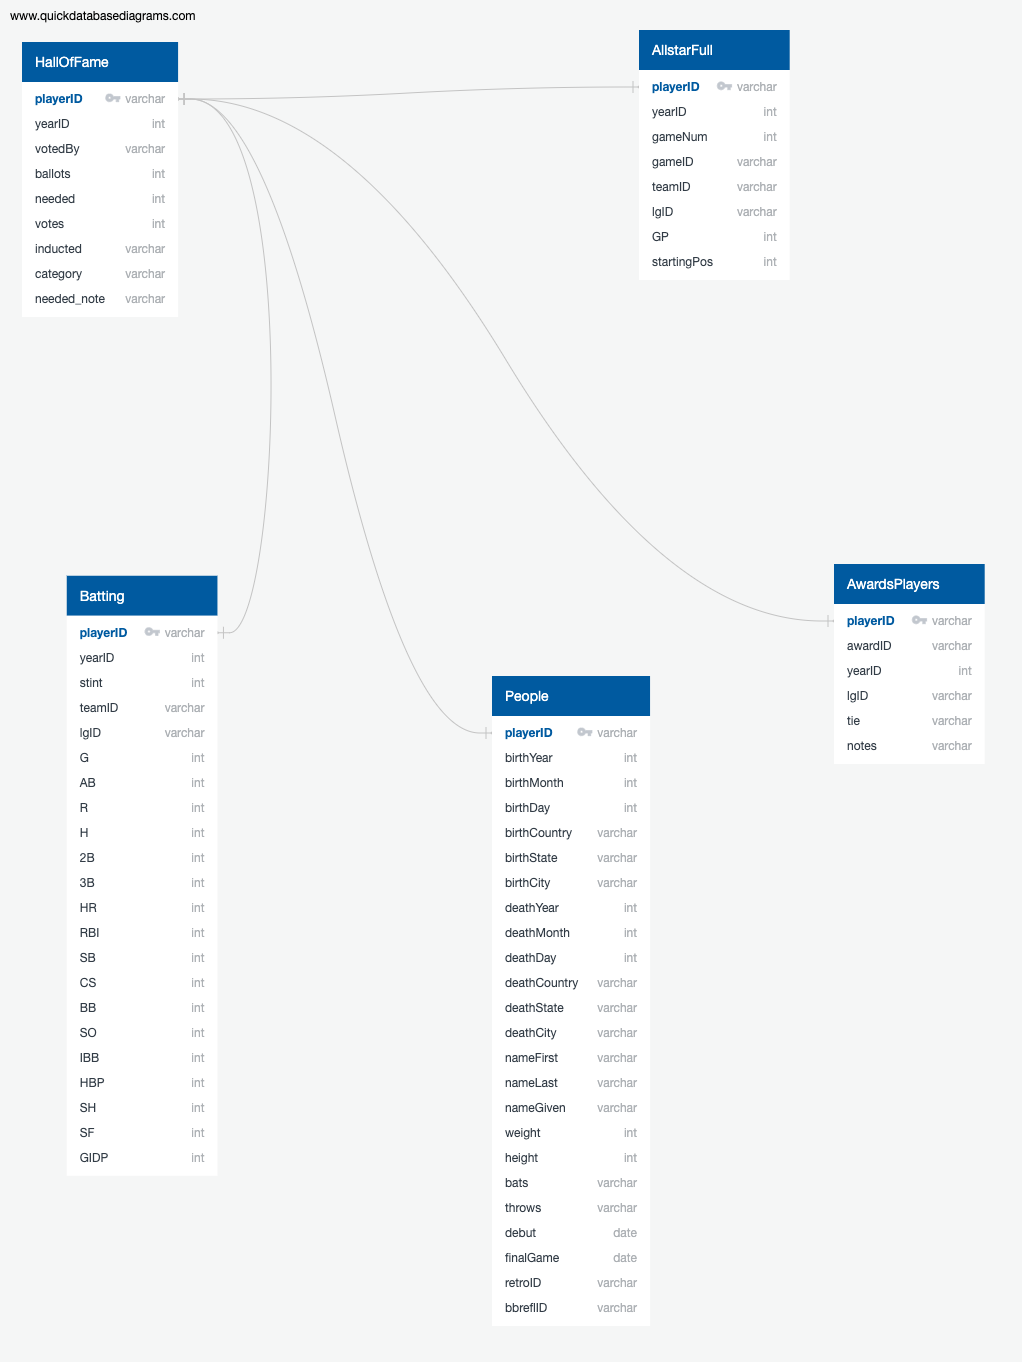 www.quickdatabasediagrams.com
HallOfFame
playerID varchar
yearID int
votedBy varchar
ballots int
needed int
votes int
inducted varchar
category varchar
needed_note varchar
AllstarFull
playerID varchar
yearID int
gameNum int
gameID varchar
teamID varchar
lgID varchar
GP int
startingPos int
Batting
playerID varchar
yearID int
stint int
teamID varchar
lgID varchar
G int
AB int
R int
H int
2B int
3B int
HR int
RBI int
SB int
CS int
BB int
SO int
IBB int
HBP int
SH int
SF int
GIDP int
People
playerID varchar
birthYear int
birthMonth int
birthDay int
birthCountry varchar
birthState varchar
birthCity varchar
deathYear int
deathMonth int
deathDay int
deathCountry varchar
deathState varchar
deathCity varchar
nameFirst varchar
nameLast varchar
nameGiven varchar
weight int
height int
bats varchar
throws varchar
debut date
finalGame date
retroID varchar
bbreflID varchar
AwardsPlayers
playerID varchar
awardID varchar
yearID int
lgID varchar
tie varchar
notes varchar